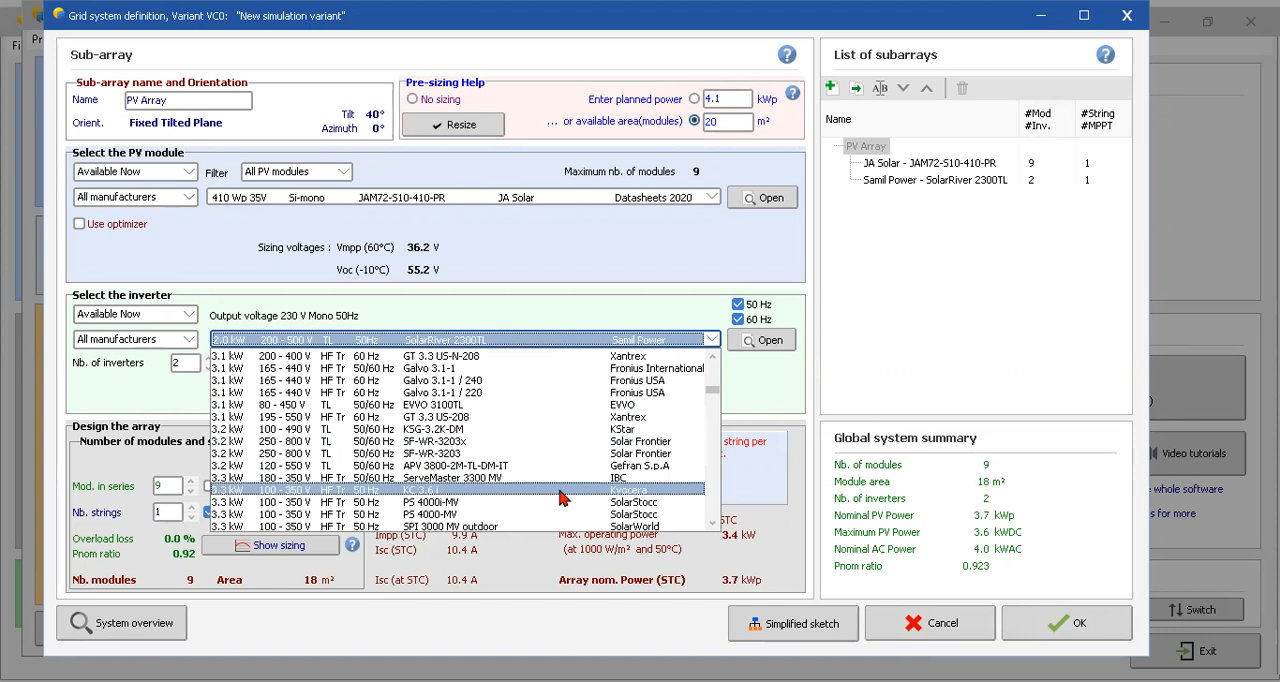 Grid system definition, Variant VC0:   "New simulation variant"
Sub-array
Sub-array name and Orientation
Name   PV Array
Orient.   Fixed Tilted Plane
Tilt   40°
Azimuth   0°
Pre-sizing Help
No sizing   Enter planned power   4.1   kWp
Resize   ... or available area(modules)   20   m²
Select the PV module
Available Now   Filter   All PV modules   Maximum nb. of modules   9
All manufacturers   410 Wp 35V   Si-mono   JAM72-S10-410-PR   JA Solar   Datasheets 2020   Open
Use optimizer
Sizing voltages :   Vmpp (60°C)   36.2   V
Voc (-10°C)   55.2   V
Select the inverter
Available Now   Output voltage 230 V Mono 50Hz   50 Hz
60 Hz
All manufacturers   2.0 kW   200 - 500 V   TL   50Hz   SolarRiver 2300TL   Samil Power   Open
Nb. of inverters   2
3.1 kW   200 - 400 V   HF Tr   60 Hz   GT 3.3 US-N-208   Xantrex
3.1 kW   165 - 440 V   HF Tr   50/60 Hz   Galvo 3.1-1   Fronius International
3.1 kW   165 - 440 V   HF Tr   60 Hz   Galvo 3.1-1 / 240   Fronius USA
3.1 kW   165 - 440 V   HF Tr   60 Hz   Galvo 3.1-1 / 220   Fronius USA
3.1 kW   80 - 450 V   TL   50/60 Hz   EVVO 3100TL   EVVO
3.1 kW   195 - 550 V   HF Tr   60 Hz   GT 3.3 US-208   Xantrex
3.2 kW   100 - 490 V   TL   50/60 Hz   KSG-3.2K-DM   KStar
3.2 kW   250 - 800 V   TL   50/60 Hz   SF-WR-3203x   Solar Frontier
3.2 kW   250 - 800 V   TL   50/60 Hz   SF-WR-3203   Solar Frontier
3.2 kW   120 - 550 V   TL   50/60 Hz   APV 3800-2M-TL-DM-IT   Gefran S.p.A
3.3 kW   180 - 350 V   HF Tr   50/60 Hz   ServeMaster 3300 MV   IBC
3.3 kW   100 - 350 V   HF Tr   50 Hz   KC 3.6 i   Kyocera
3.3 kW   100 - 350 V   HF Tr   50 Hz   PS 4000i-MV   SolarStocc
3.3 kW   100 - 350 V   HF Tr   50 Hz   PS 4000-MV   SolarStocc
3.3 kW   100 - 350 V   HF Tr   50 Hz   SPI 3000 MV outdoor   SolarWorld
Design the array
Number of modules and s
string per
Mod. in series   9
Nb. strings   1
Overload loss   0.0 %
Pnom ratio   0.92
Show sizing
Nb. modules   9   Area   18 m²
STC
Impp (STC)   9.9 A   Max. operating power   3.4 kW
Isc (STC)   10.4 A   (at 1000 W/m² and 50°C)
Isc (at STC)   10.4 A   Array nom. Power (STC)   3.7 kWp
List of subarrays
Name   #Mod   #String
#Inv.   #MPPT
PV Array
JA Solar - JAM72-S10-410-PR   9   1
Samil Power - SolarRiver 2300TL   2   1
Global system summary
Nb. of modules   9
Module area   18 m²
Nb. of inverters   2
Nominal PV Power   3.7 kWp
Maximum PV Power   3.6 kWDC
Nominal AC Power   4.0 kWAC
Pnom ratio   0.923
System overview   Simplified sketch   Cancel   OK
Video tutorials
whole software
s for more
Switch
Exit